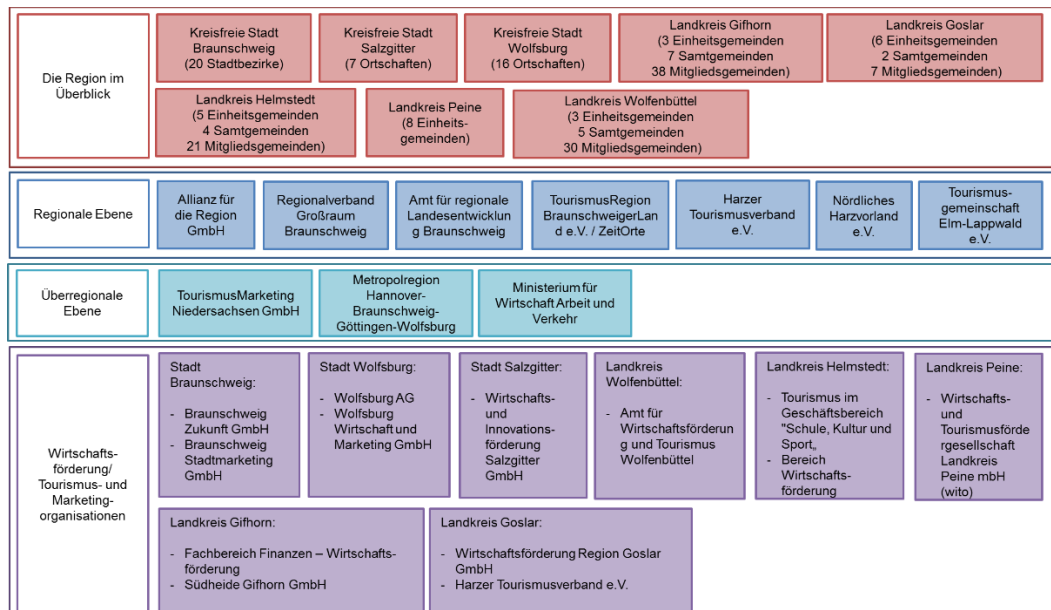 Die Region im
Überblick
Kreisfreie Stadt
Braunschweig
(20 Stadtbezirke)
Kreisfreie Stadt
Salzgitter
(7 Ortschaften)
Kreisfreie Stadt
Wolfsburg
(16 Ortschaften)
Landkreis Gifhorn
(3 Einheitsgemeinden
7 Samtgemeinden
38 Mitgliedsgemeinden)
Landkreis Goslar
(6 Einheitsgemeinden
2 Samtgemeinden
7 Mitgliedsgemeinden)
Landkreis Helmstedt
(5 Einheitsgemeinden
4 Samtgemeinden
21 Mitgliedsgemeinden)
Landkreis Peine
(8 Einheits-
gemeinden)
Landkreis Wolfenbüttel
(3 Einheitsgemeinden
5 Samtgemeinden
30 Mitgliedsgemeinden)
Regionale Ebene
Allianz für
die Region
GmbH
Regionalverband
Großraum
Braunschweig
Amt für regionale
Landesentwicklun
g Braunschweig
TourismusRegion
BraunschweigerLan
d e.V. / ZeitOrte
Harzer
Tourismusverband
e.V.
Nördliches
Harzvorland
e.V.
Tourismus-
gemeinschaft
Elm-Lappwald
e.V.
Überregionale
Ebene
TourismusMarketing
Niedersachsen GmbH
Metropolregion
Hannover-
Braunschweig-
Göttingen-Wolfsburg
Ministerium für
Wirtschaft Arbeit und
Verkehr
Wirtschafts-
förderung/
Tourismus- und
Marketing-
organisationen
Stadt
Braunschweig:
- Braunschweig
Zukunft GmbH
- Braunschweig
Stadtmarketing
GmbH
Stadt Wolfsburg:
- Wolfsburg AG
- Wolfsburg
Wirtschaft und
Marketing GmbH
Stadt Salzgitter:
- Wirtschafts-
und
Innovations-
förderung
Salzgitter
GmbH
Landkreis
Wolfenbüttel:
- Amt für
Wirtschaftsförderun
g und Tourismus
Wolfenbüttel
Landkreis Helmstedt:
- Tourismus im
Geschäftsbereich
"Schule, Kultur und
Sport„
- Bereich
Wirtschafts-
förderung
Landkreis Peine:
- Wirtschafts-
und
Tourismusförde
rgesellschaft
Landkreis
Peine mbH
(wito)
Landkreis Gifhorn:
- Fachbereich Finanzen – Wirtschafts-
förderung
- Südheide Gifhorn GmbH
Landkreis Goslar:
- Wirtschaftsförderung Region Goslar
GmbH
- Harzer Tourismusverband e.V.